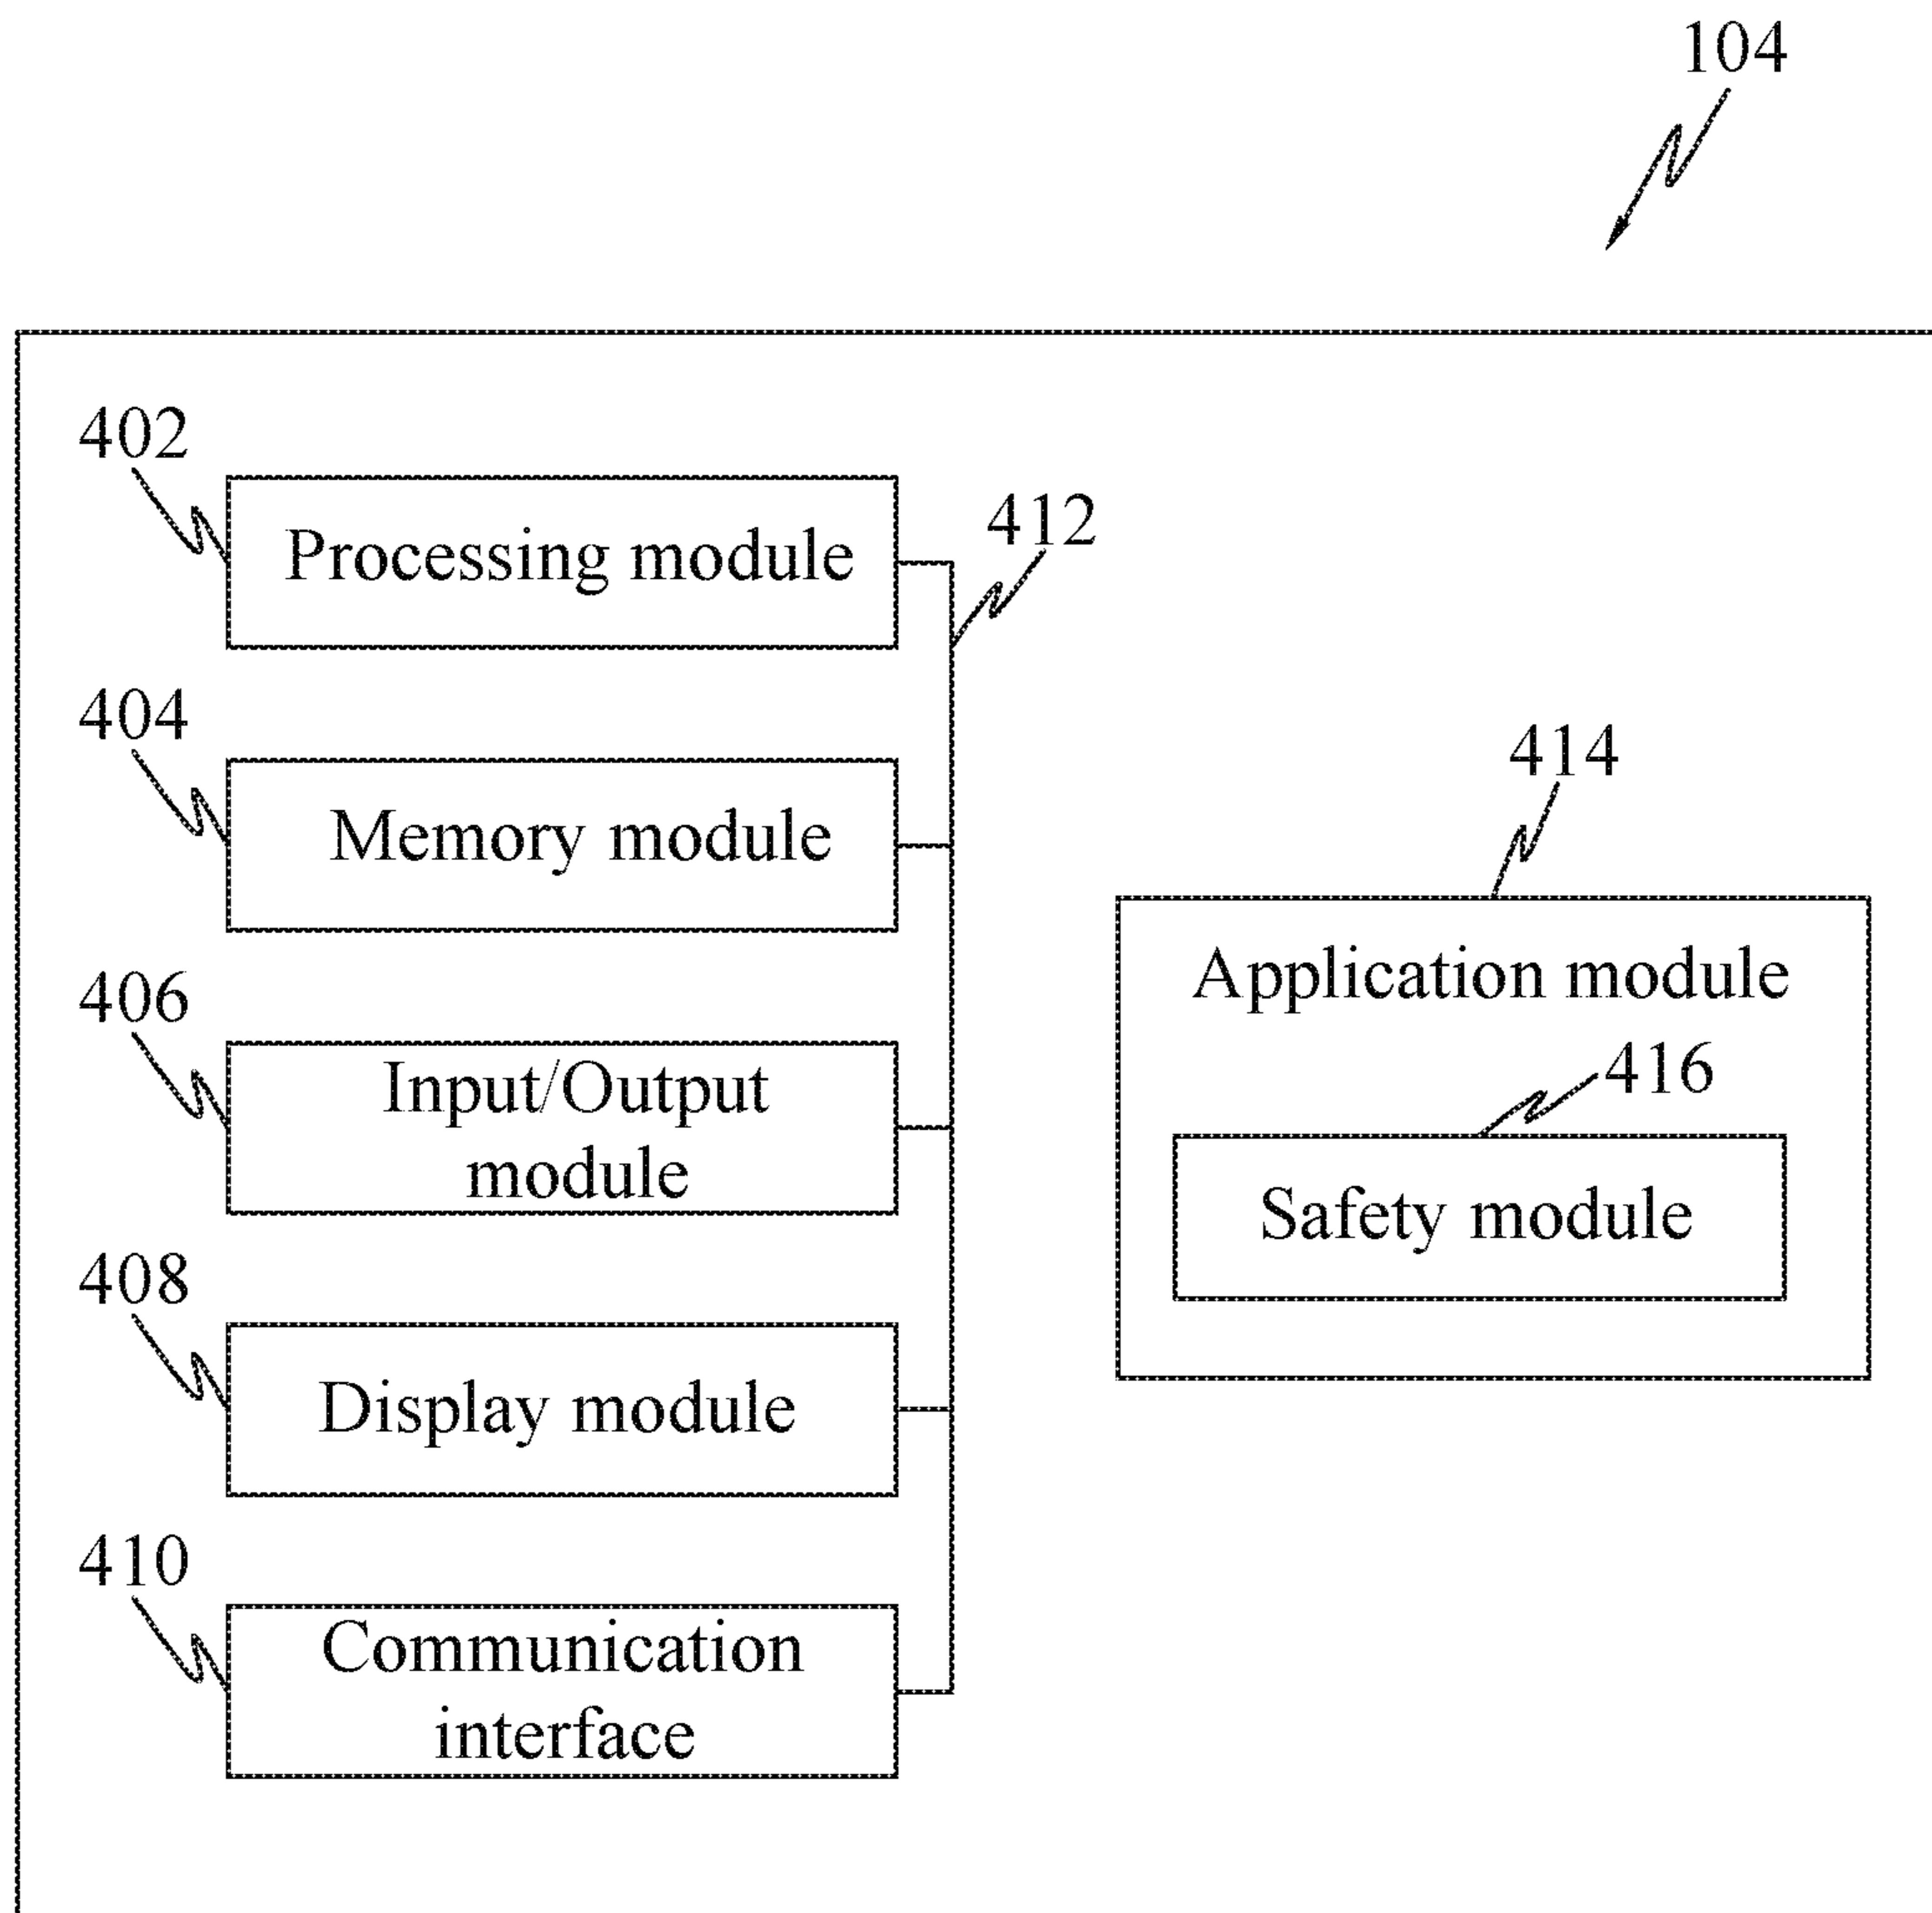 104
402
Processing module
412
404
Memory module
414
406
Input/Output
module
Application module
416
Safety module
408
Display module
410
Communication
interface